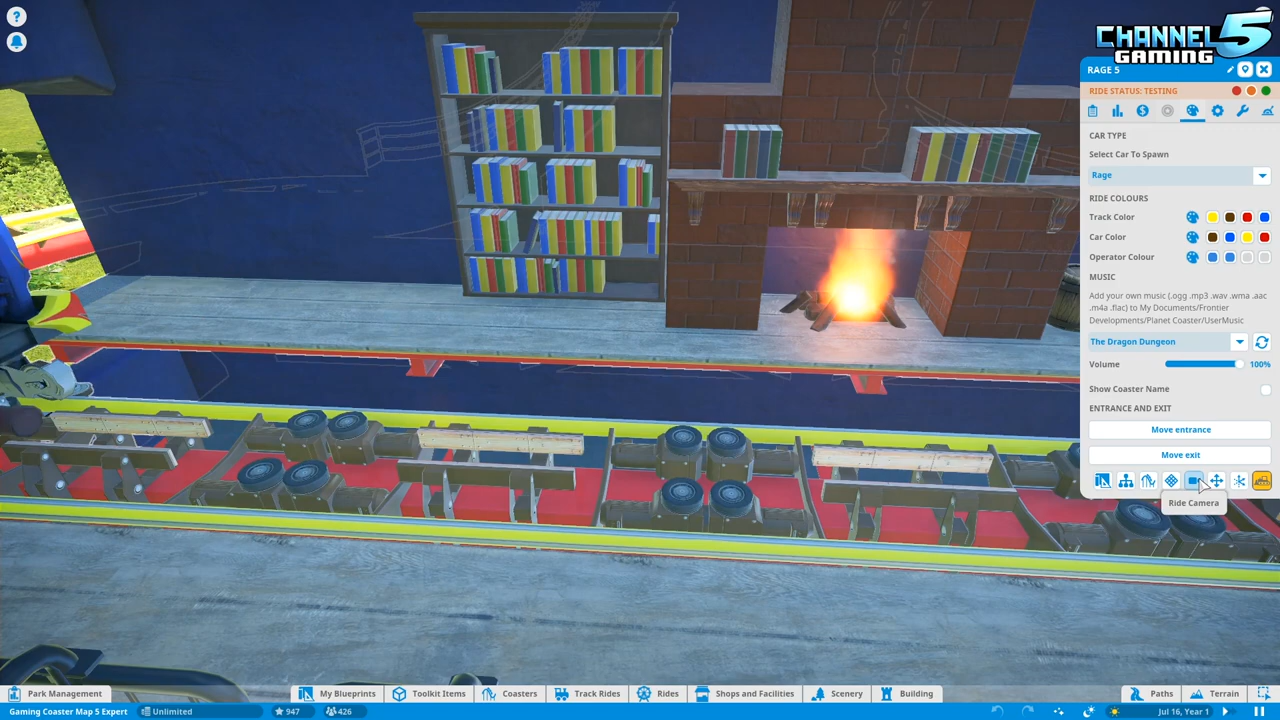 CHANNEL 5
GAMING
RAGE 5
RIDE STATUS: TESTING
CAR TYPE
Select Car To Spawn
Rage
RIDE COLOURS
Track Color
Car Color
Operator Colour
MUSIC
Add your own music (.ogg .mp3 .wav .wma .aac
.m4a .flac) to My Documents/Frontier
Developments/Planet Coaster/UserMusic
The Dragon Dungeon
Volume 100%
Show Coaster Name
ENTRANCE AND EXIT
Move entrance
Move exit
Ride Camera
Park Management My Blueprints Toolkit Items Coasters Track Rides Rides Shops and Facilities Scenery Building Paths Terrain
Gaming Coaster Map 5 Expert Unlimited 947 426 Jul 16, Year 1